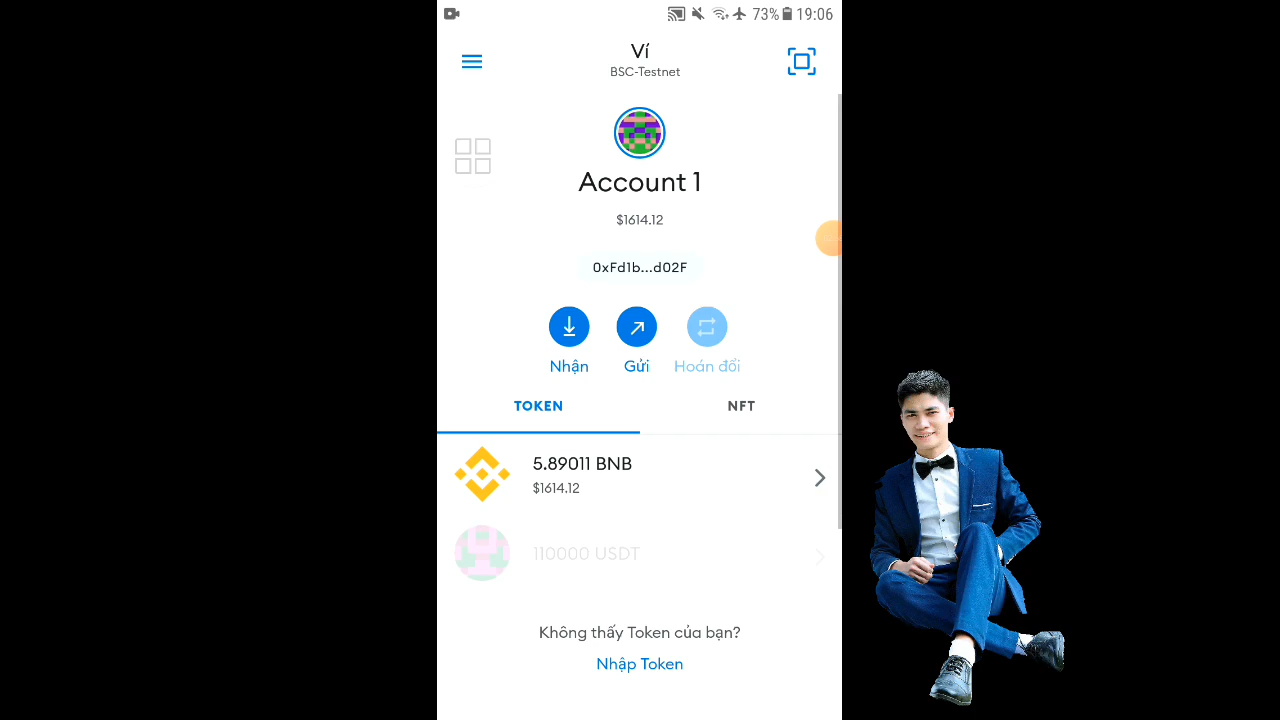 73% 19:06
Ví
BSC-Testnet
Account 1
$1614.12
0xFd1b...d02F
Nhận
Gửi
Hoán đổi
TOKEN
NFT
5.89011 BNB
$1614.12
110000 USDT
Không thấy Token của bạn?
Nhập Token